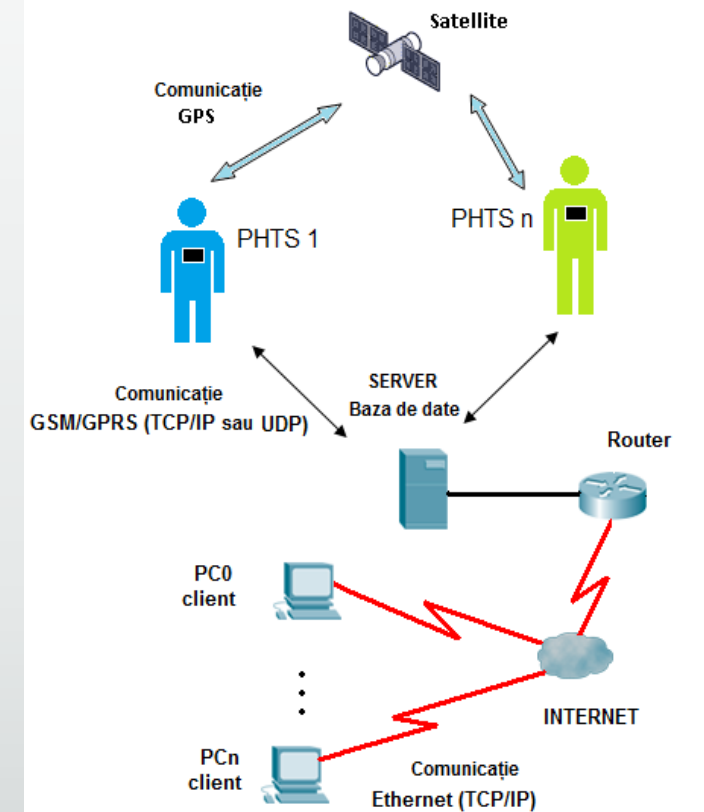 Satellite
Comunicație
GPS
PHTS 1
PHTS n
Comunicație
GSM/GPRS (TCP/IP sau UDP)
SERVER
Baza de date
Router
PC0
client
INTERNET
PCn
client
Comunicație
Ethernet (TCP/IP)